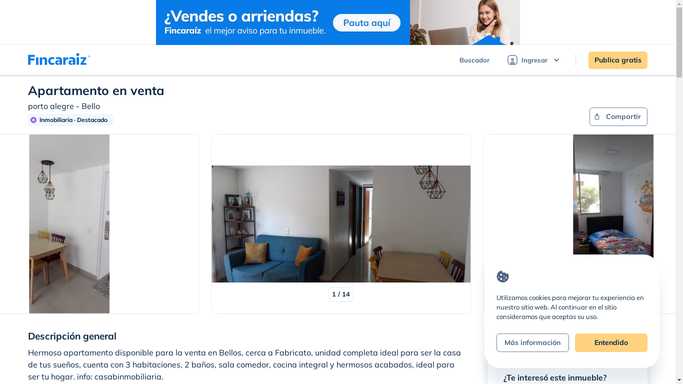 ¿Vendes o arriendas?
Fincaraíz el mejor aviso para tu inmueble.
Pauta aquí
Fincaraíz
Buscador
Ingresar
Publica gratis
Apartamento en venta
porto alegre - Bello
Inmobiliaria · Destacado
Compartir
1 / 14
Utilizamos cookies para mejorar tu experiencia en
nuestro sitio web. Al continuar en el sitio
consideramos que aceptas su uso.
Más información
Entendido
Descripción general
Hermoso apartamento disponible para la venta en Bellos, cerca a Fabricato, unidad completa ideal para ser la casa
de tus sueños, cuenta con 3 habitaciones, 2 baños, sala comedor, cocina integral y hermosos acabados, ideal para
ser tu hogar. info: casabinmobiliaria.
¿Te interesó este inmueble?